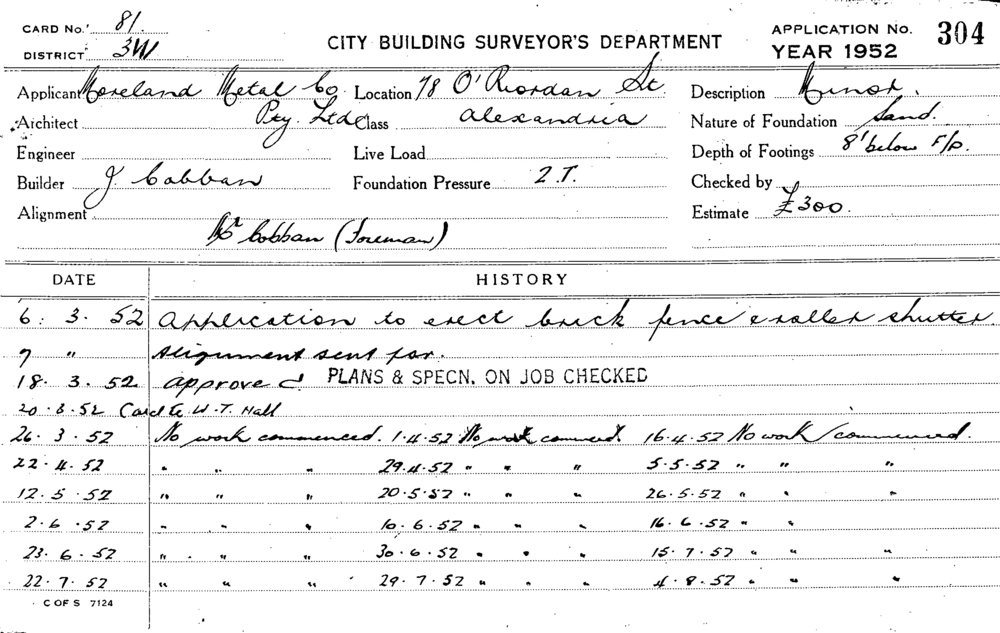 CARD No. 81.
DISTRICT 3W
CITY BUILDING SURVEYOR'S DEPARTMENT
APPLICATION No. 304
YEAR 1952
Applicant Moreland Metal Co Location 78 O'Riordan St. Description Minor.
Architect Pty. Ltd Class Alexandria Nature of Foundation Sand.
Engineer Live Load Depth of Footings 8' below F/P.
Builder J. Cobban Foundation Pressure 2.T. Checked by
Alignment Estimate £300.
Mr Cobban (Foreman)
DATE HISTORY
6. 3. 52 Application to erect brick fence & roller shutter.
7 " Alignment sent for.
18. 3. 52 Approved PLANS & SPECN. ON JOB CHECKED
20.3.52 Card to W.T. Hall
26.3.52 No work commenced. 1.4.52 No work commenced. 16.4.52 No work commenced.
22.4.52 " " " 29.4.52 " " " 5.5.52 " " "
12.5.52 " " " 20.5.52 " " " 26.5.52 " " "
2.6.52 " " " 10.6.52 " " " 16.6.52 " "
23.6.52 " " " 30.6.52 " " " 15.7.52 " " "
22.7.52 " " " 29.7.52 " " " 4.8.52 " " "
C OF S 7124